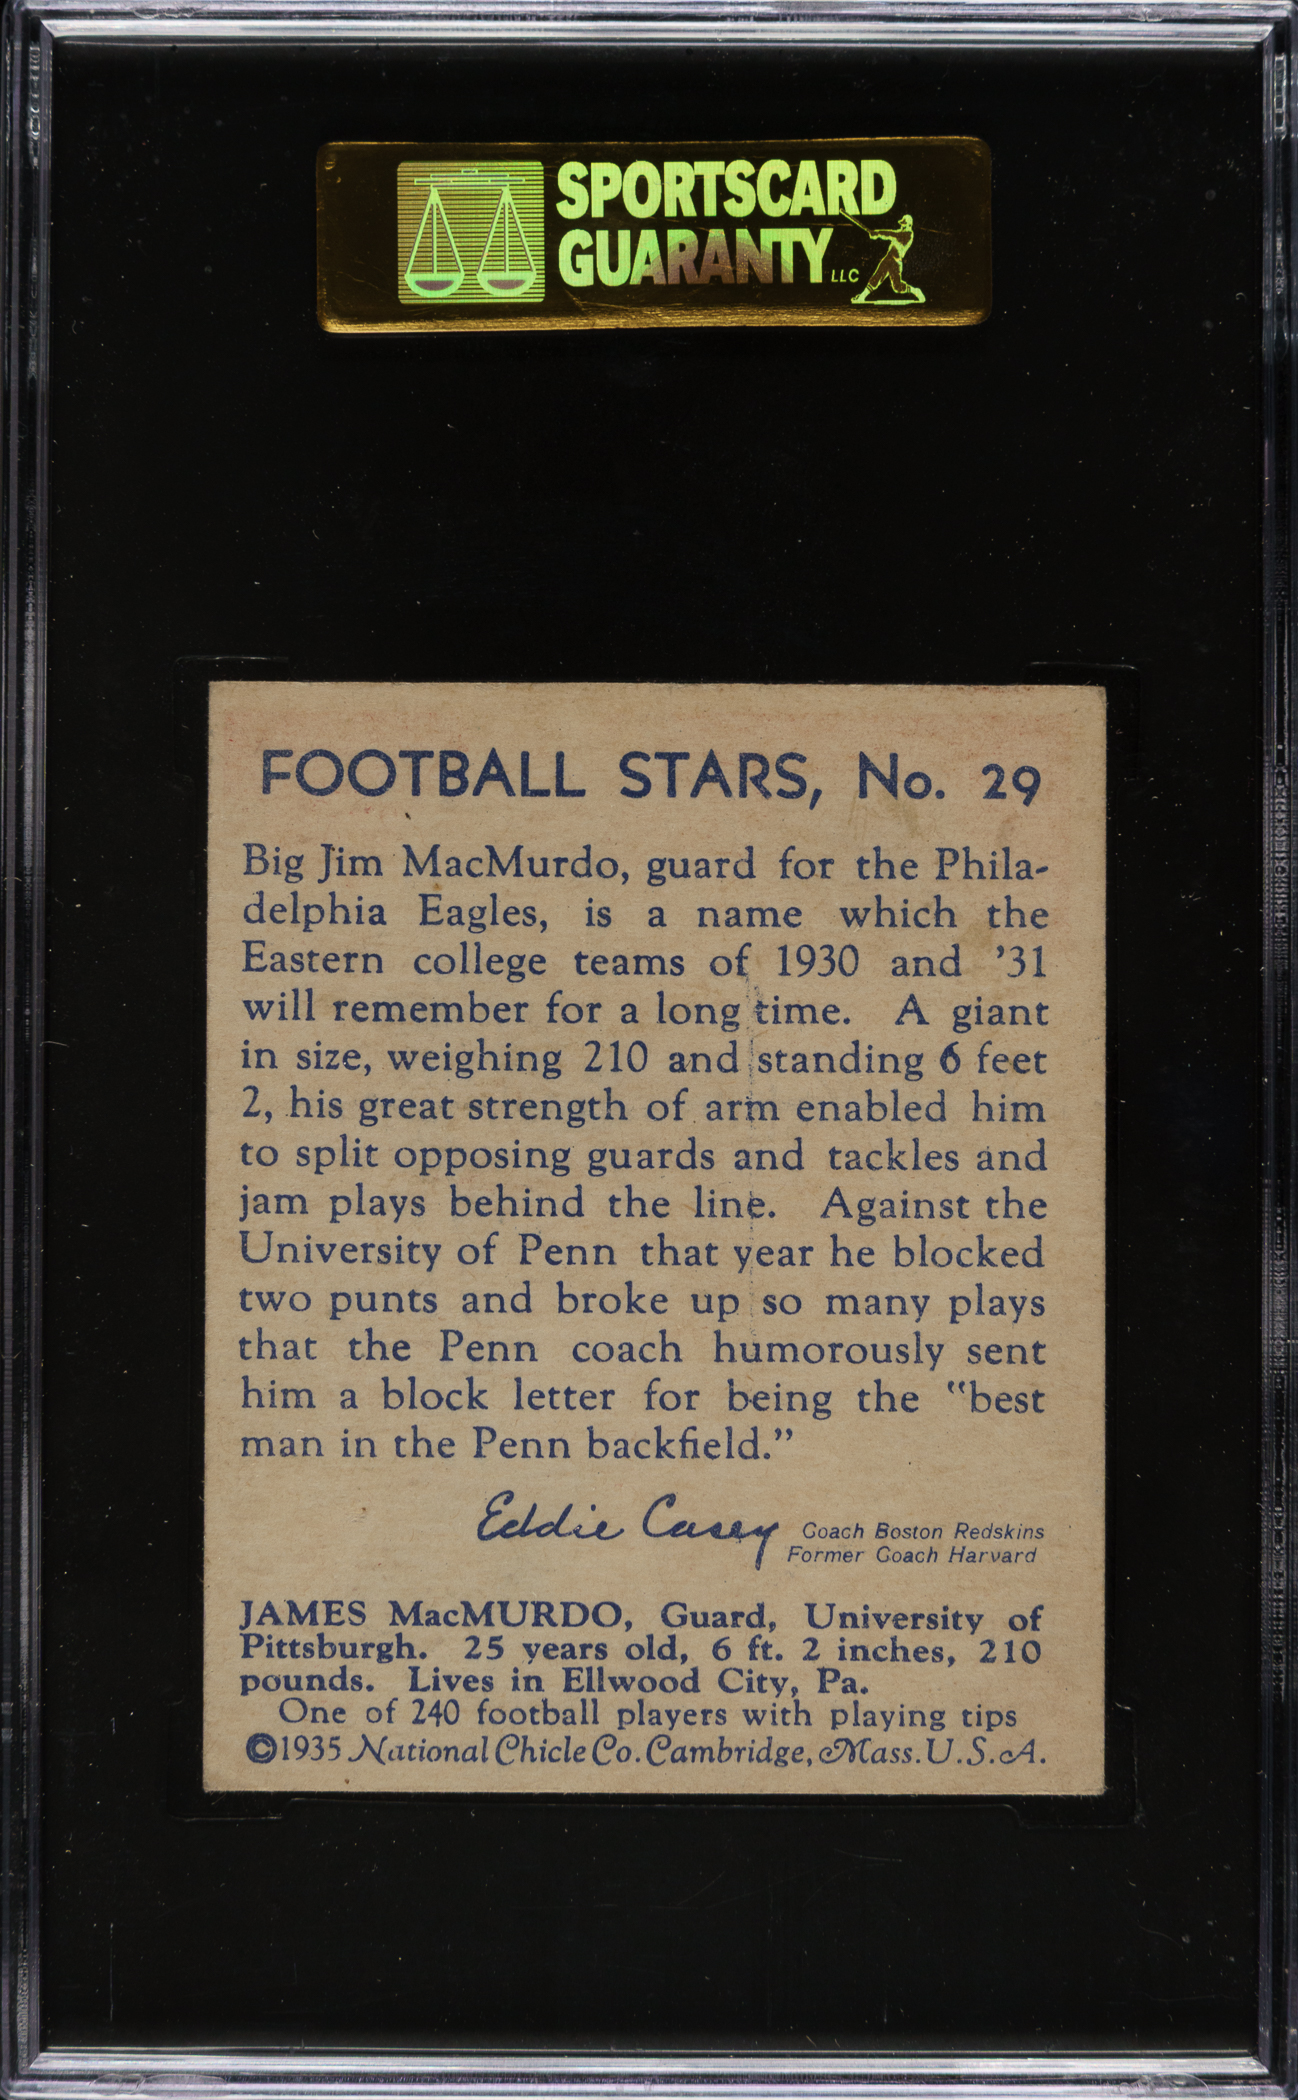 SPORTSCARD
GUARANTY LLC
FOOTBALL STARS, No. 29
Big Jim MacMurdo, guard for the Phila-
delphia Eagles, is a name which the
Eastern college teams of 1930 and '31
will remember for a long time. A giant
in size, weighing 210 and standing 6 feet
2, his great strength of arm enabled him
to split opposing guards and tackles and
jam plays behind the line. Against the
University of Penn that year he blocked
two punts and broke up so many plays
that the Penn coach humorously sent
him a block letter for being the "best
man in the Penn backfield."
Eddie Casey Coach Boston Redskins
Former Coach Harvard
JAMES MacMURDO, Guard, University of
Pittsburgh. 25 years old, 6 ft. 2 inches, 210
pounds. Lives in Ellwood City, Pa.
One of 240 football players with playing tips
©1935 National Chicle Co. Cambridge, Mass. U.S.A.